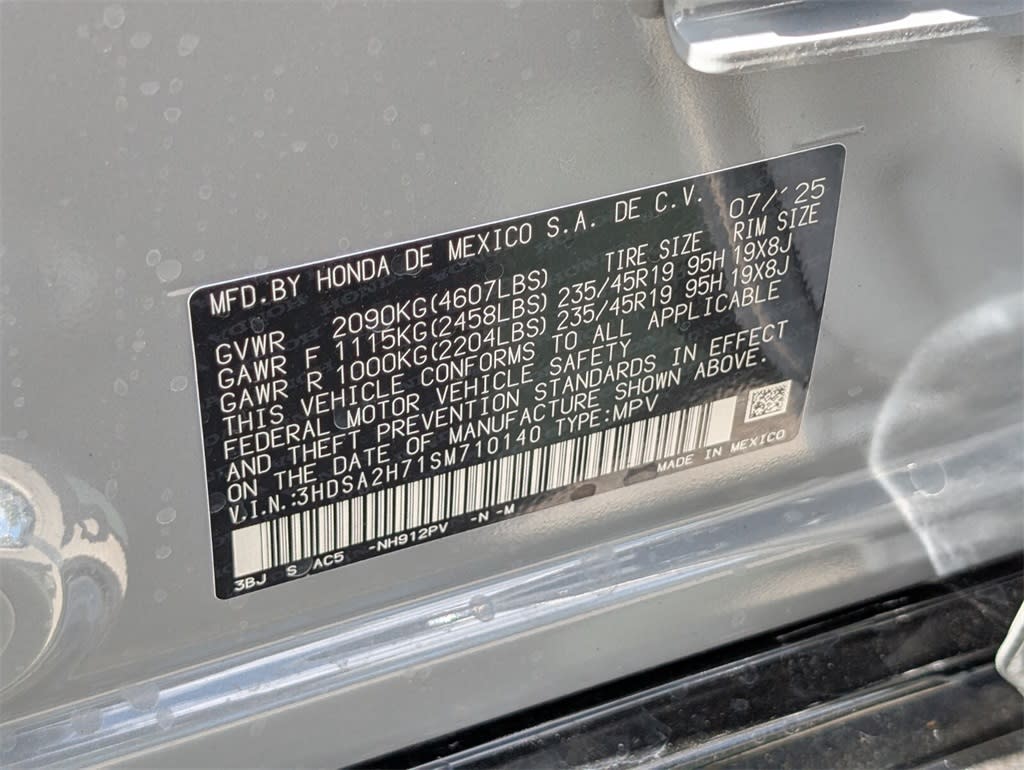 MFD.BY HONDA DE MEXICO S.A. DE C.V. 07/'25
TIRE SIZE RIM SIZE
GVWR 2090KG(4607LBS)
GAWR F 1115KG(2458LBS) 235/45R19 95H 19X8J
GAWR R 1000KG(2204LBS) 235/45R19 95H 19X8J
THIS VEHICLE CONFORMS TO ALL APPLICABLE
FEDERAL MOTOR VEHICLE SAFETY
AND THEFT PREVENTION STANDARDS IN EFFECT
ON THE DATE OF MANUFACTURE SHOWN ABOVE.
V.I.N.:3HDSA2H71SM710140 TYPE:MPV
3BJ S AC5 -NH912PV -N -M MADE IN MEXICO